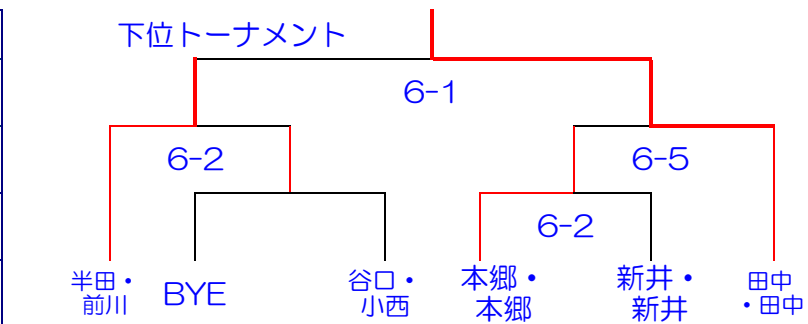 下位トーナメント
6-1
6-2
6-5
6-2
半田・
前川
BYE
谷口・
小西
本郷・
本郷
新井・
新井
田中
・田中